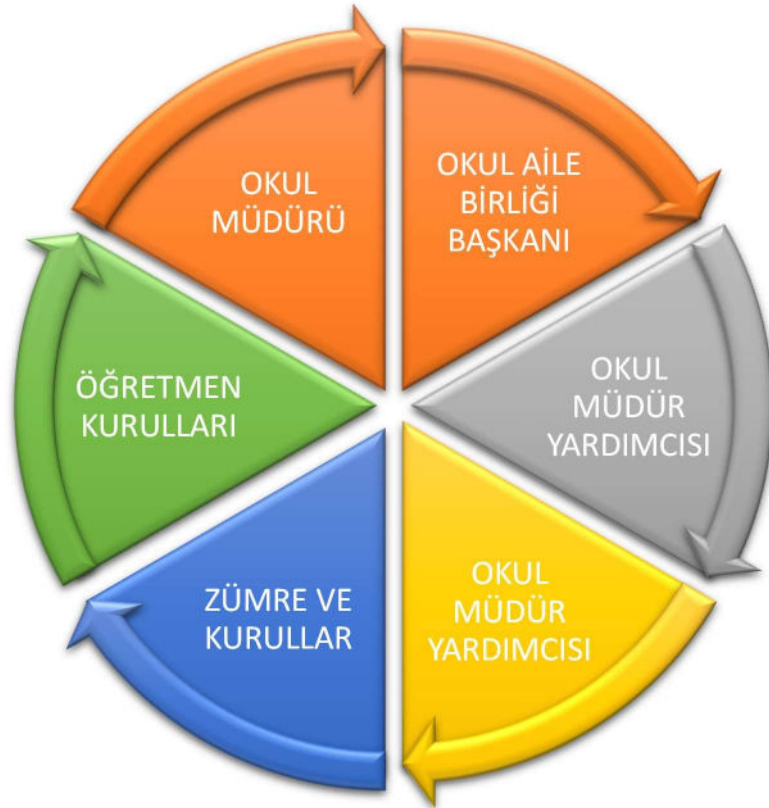 OKUL
MÜDÜRÜ
OKUL AİLE
BİRLİĞİ
BAŞKANI
OKUL
MÜDÜR
YARDIMCISI
OKUL
MÜDÜR
YARDIMCISI
ZÜMRE VE
KURULLAR
ÖĞRETMEN
KURULLARI